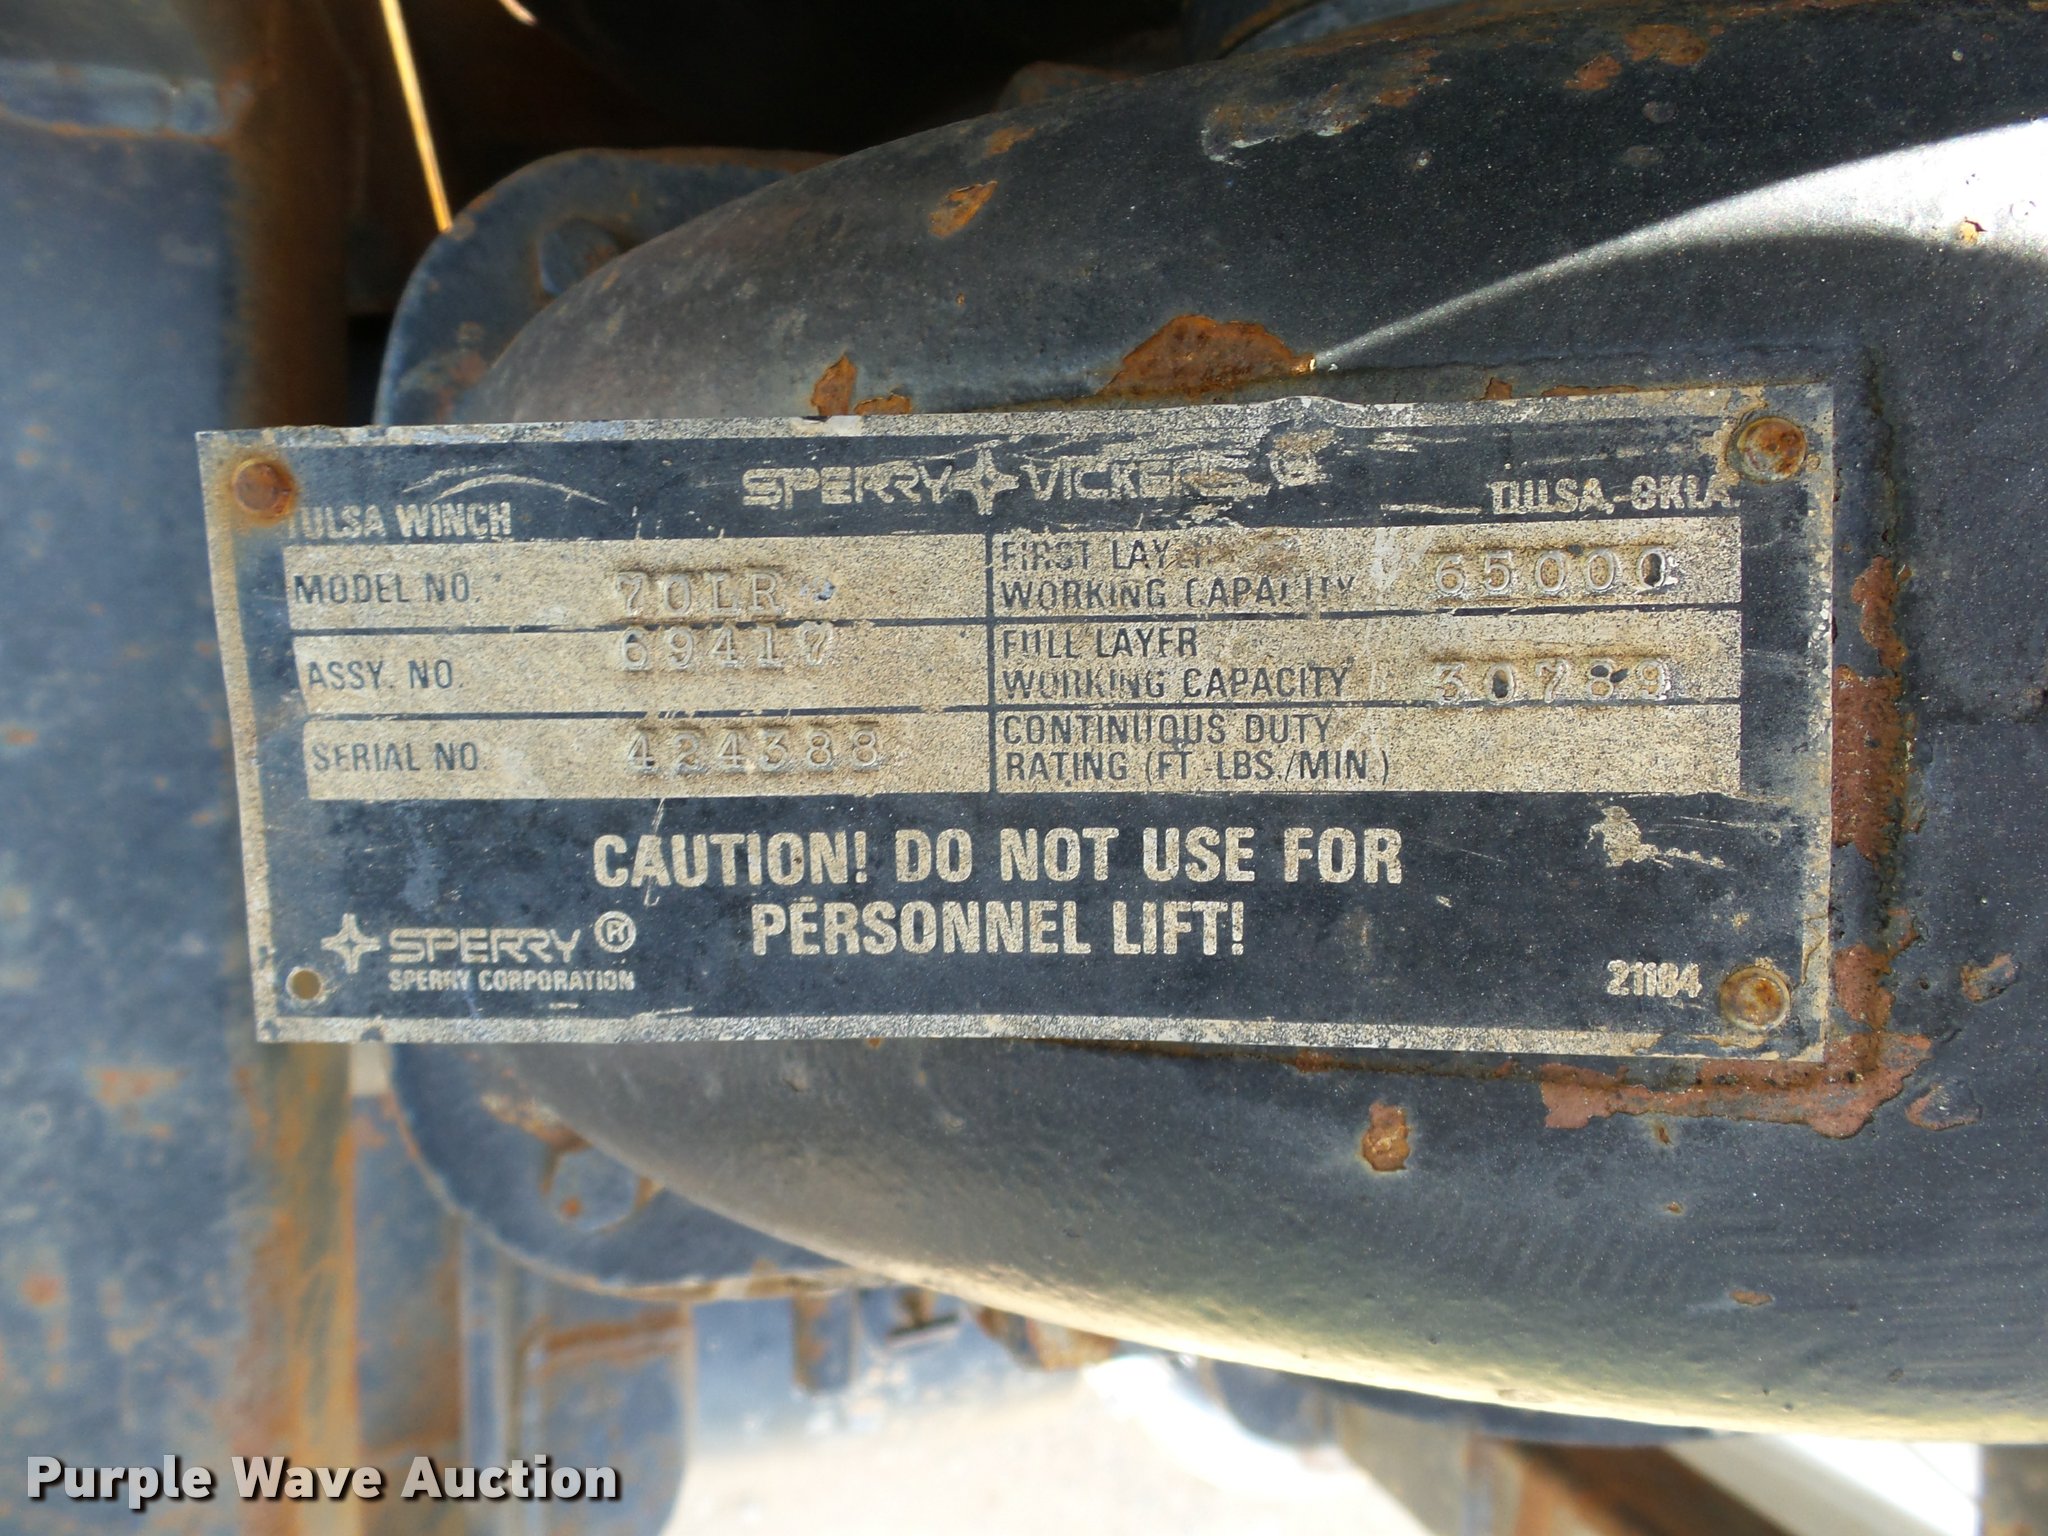 SPERRY VICKERS
TULSA WINCH
TULSA, OKLA.
MODEL NO. 70LR
ASSY. NO. 69417
SERIAL NO. 424388
FIRST LAYER
WORKING CAPACITY 65000
FULL LAYER
WORKING CAPACITY 30789
CONTINUOUS DUTY
RATING (FT.-LBS./MIN.)
CAUTION! DO NOT USE FOR
PERSONNEL LIFT!
SPERRY ®
SPERRY CORPORATION
21184
Purple Wave Auction